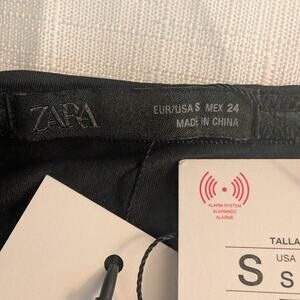 ZARA
EUR/USA S MEX 24
MADE IN CHINA
ALARM SYSTEM
ALARMADO
ALARME
TALLA
USA
S S